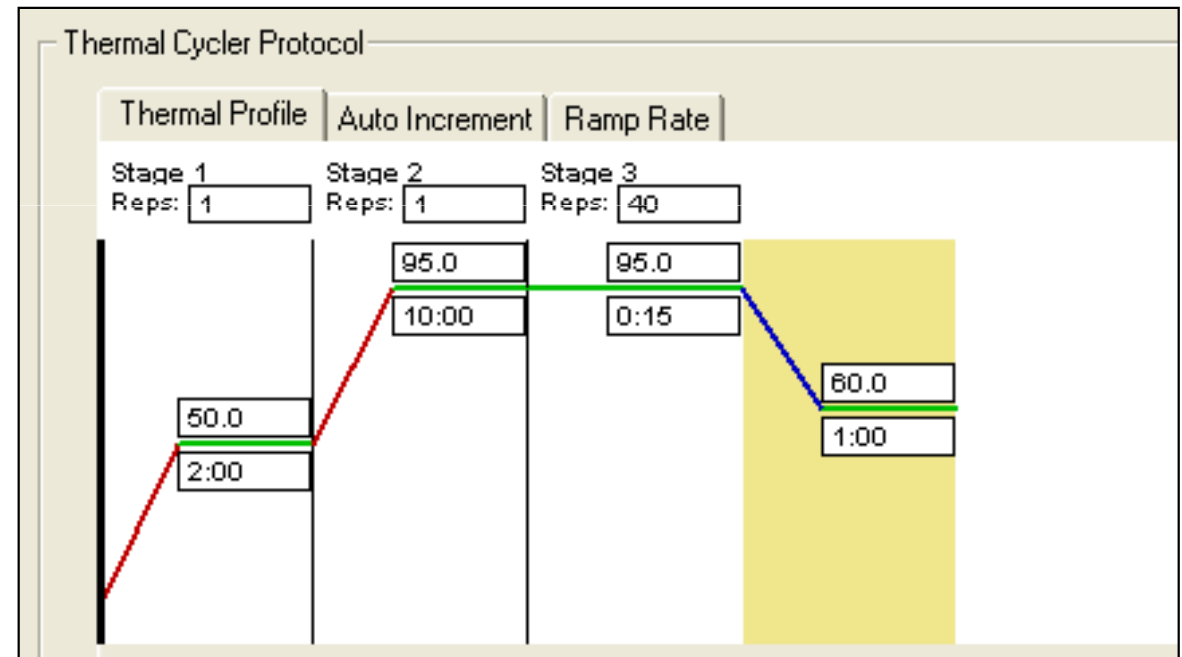 Thermal Cycler Protocol
Thermal Profile Auto Increment Ramp Rate
Stage 1 Stage 2 Stage 3
Reps: 1 Reps: 1 Reps: 40
95.0 95.0
10:00 0:15
60.0
50.0
1:00
2:00